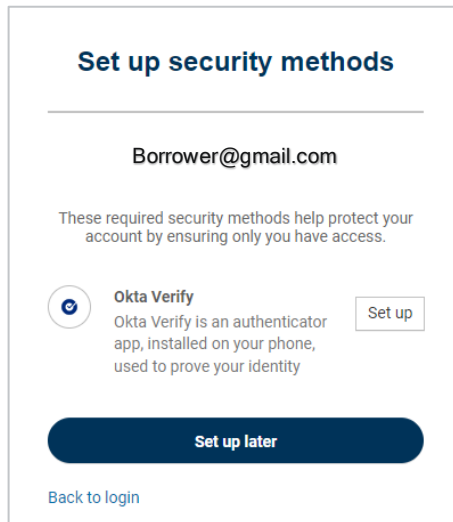 Set up security methods
Borrower@gmail.com
These required security methods help protect your
account by ensuring only you have access.
Okta Verify
Okta Verify is an authenticator
app, installed on your phone,
used to prove your identity
Set up
Set up later
Back to login